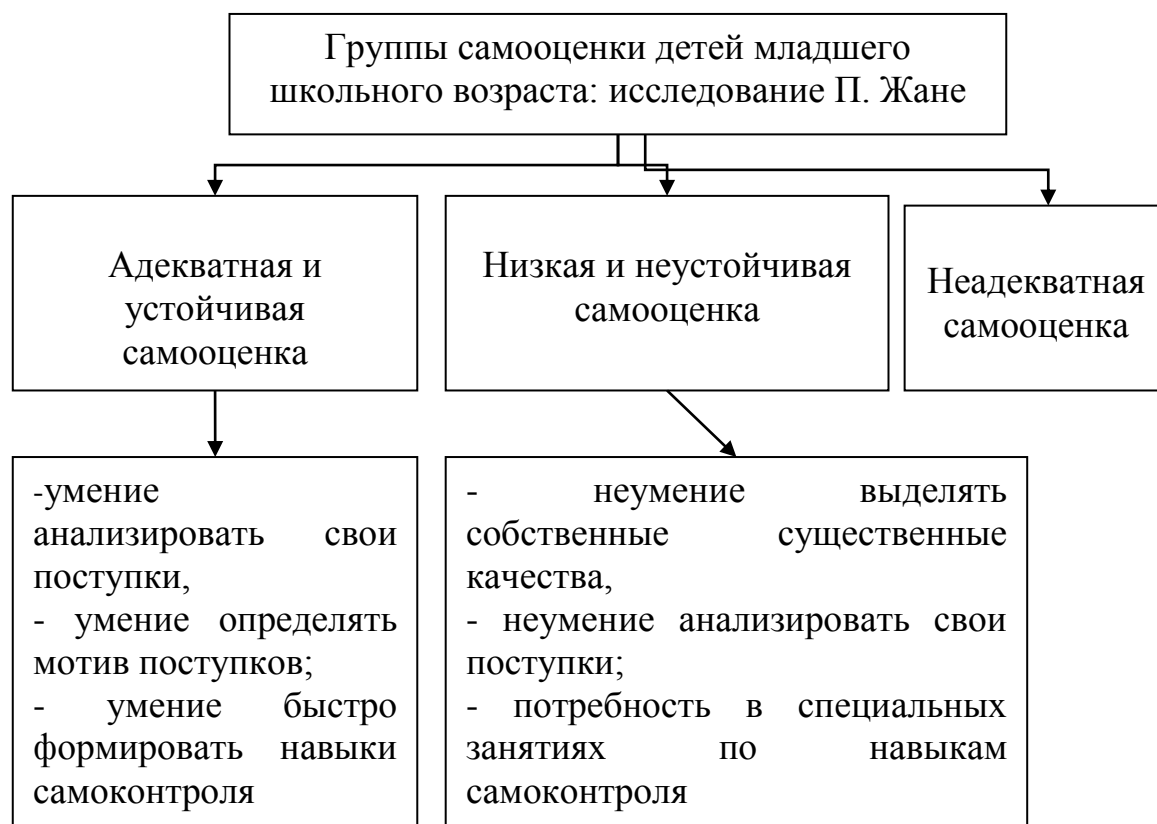 Группы самооценки детей младшего
школьного возраста: исследование П. Жане
Адекватная и
устойчивая
самооценка
Низкая и неустойчивая
самооценка
Неадекватная
самооценка
-умение
анализировать свои
поступки,
- умение определять
мотив поступков;
- умение быстро
формировать навыки
самоконтроля
- неумение выделять
собственные существенные
качества,
- неумение анализировать свои
поступки;
- потребность в специальных
занятиях по навыкам
самоконтроля